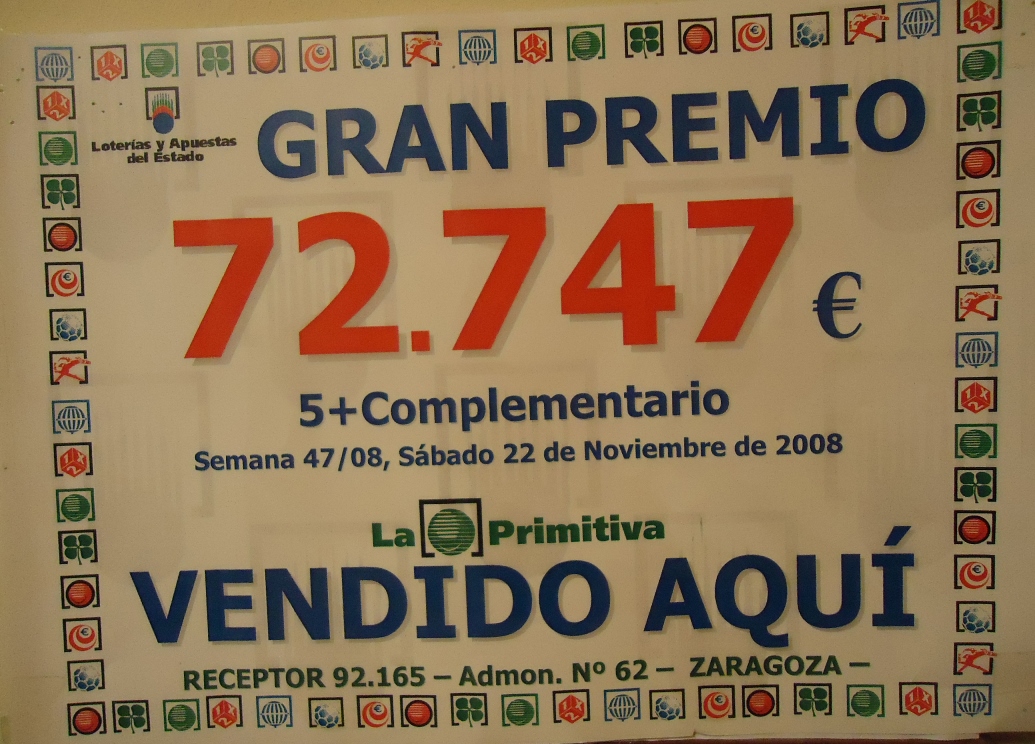 Loterías y Apuestas
del Estado
GRAN PREMIO
72.747 €
5+Complementario
Semana 47/08, Sábado 22 de Noviembre de 2008
La Primitiva
VENDIDO AQUÍ
RECEPTOR 92.165 – Admon. Nº 62 – ZARAGOZA –